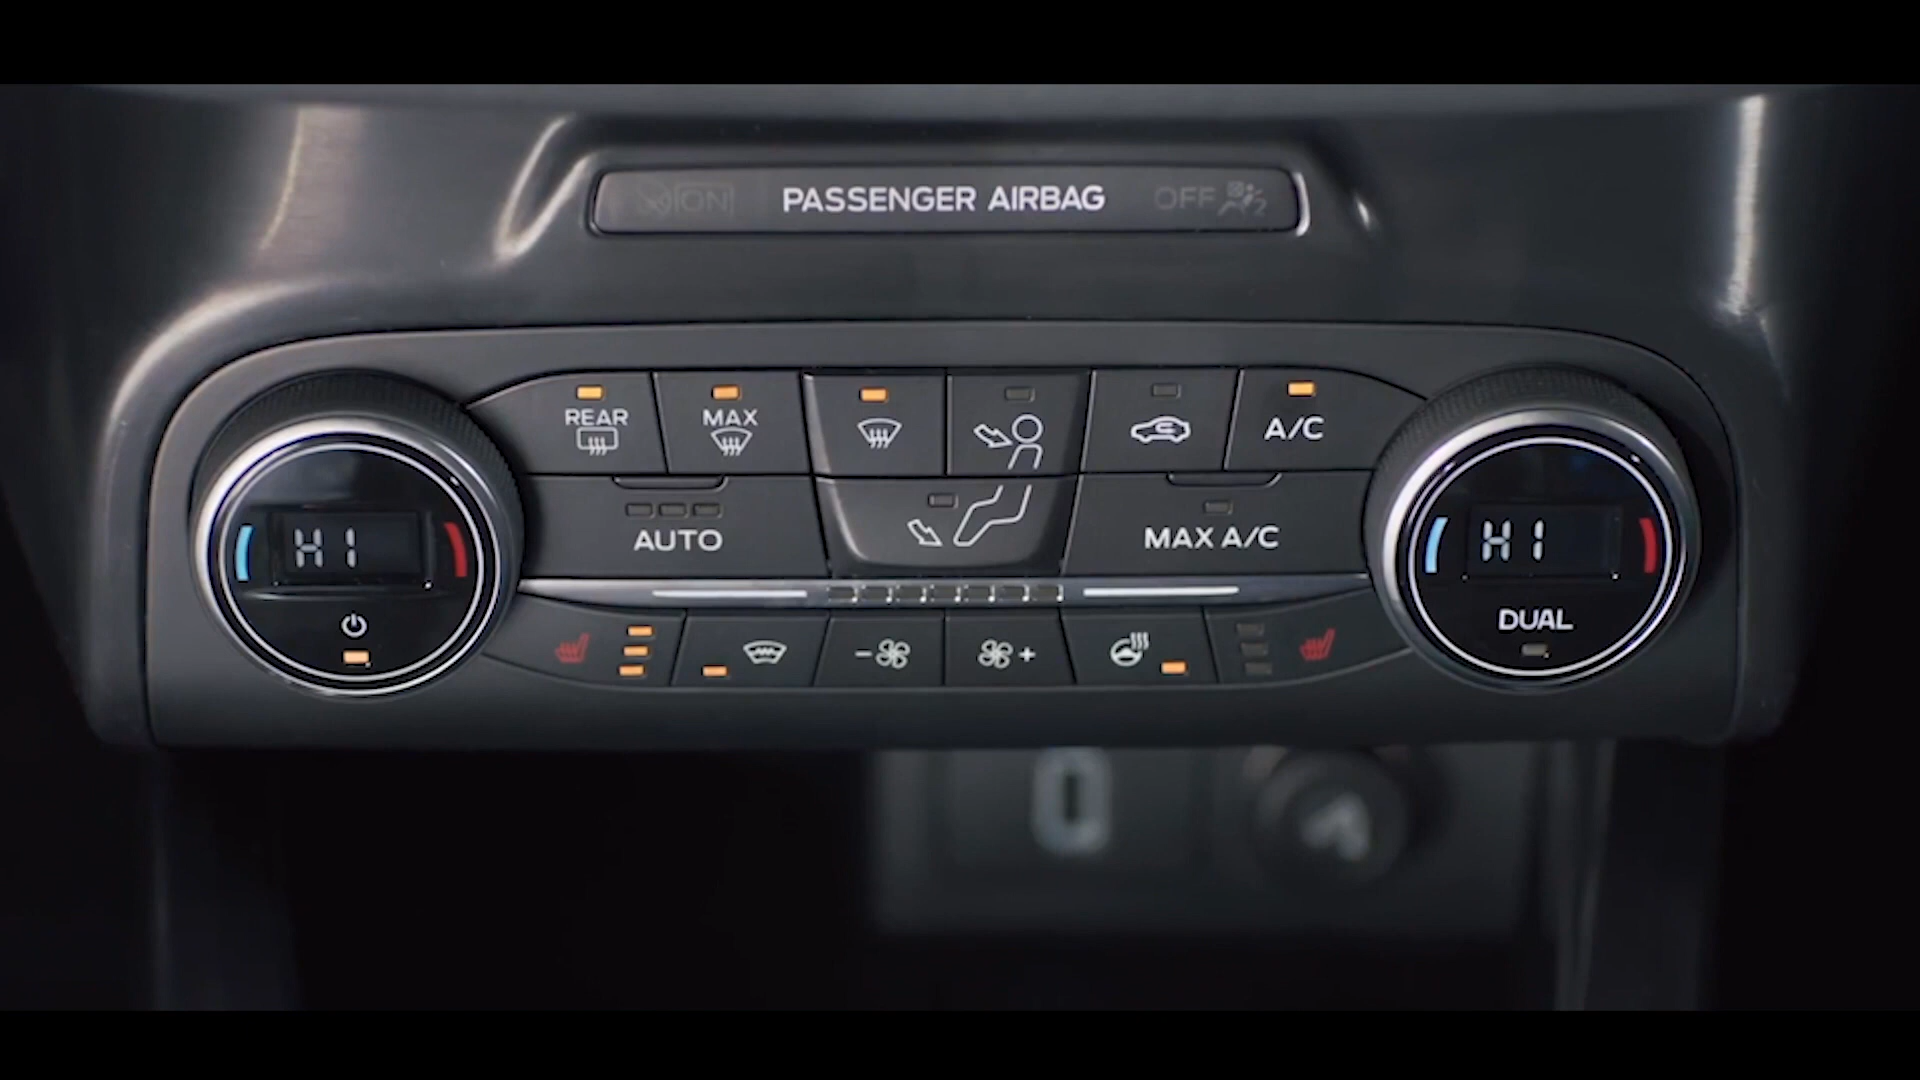 ON PASSENGER AIRBAG OFF
REAR MAX A/C
AUTO MAX A/C
HI HI
DUAL